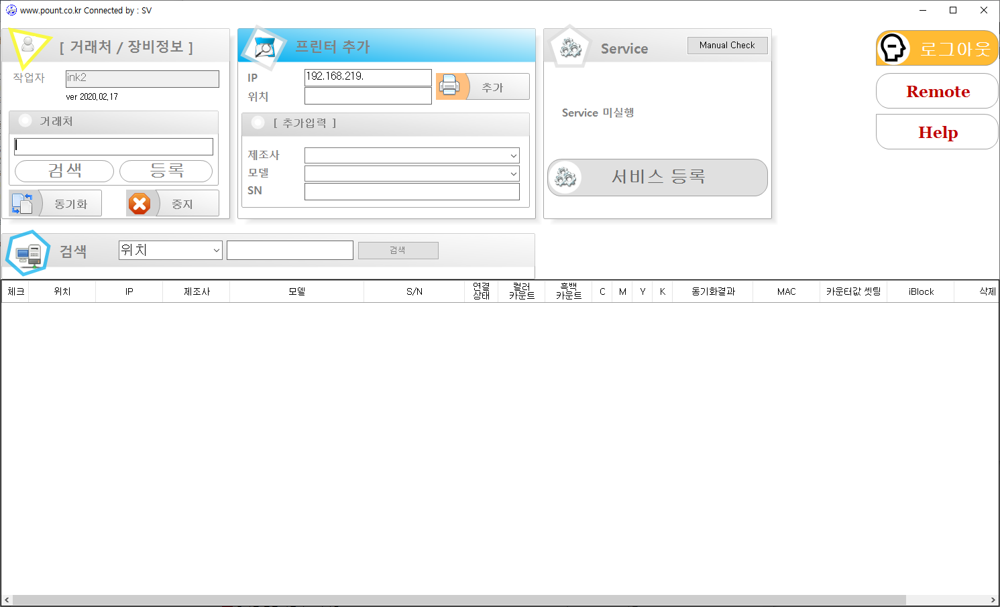 www.pount.co.kr Connected by : SV
[ 거래처 / 장비정보 ]
작업자
ink2
ver 2020.02.17
거래처
검색
등록
동기화
중지
프린터 추가
IP
192.168.219.
위치
추가
[ 추가입력 ]
제조사
모델
SN
Service
Manual Check
Service 미실행
서비스 등록
로그아웃
Remote
Help
검색
위치
검색
체크
위치
IP
제조사
모델
S/N
연결
상태
컬러
카운트
흑백
카운트
C
M
Y
K
동기화결과
MAC
카운터값 셋팅
iBlock
삭제